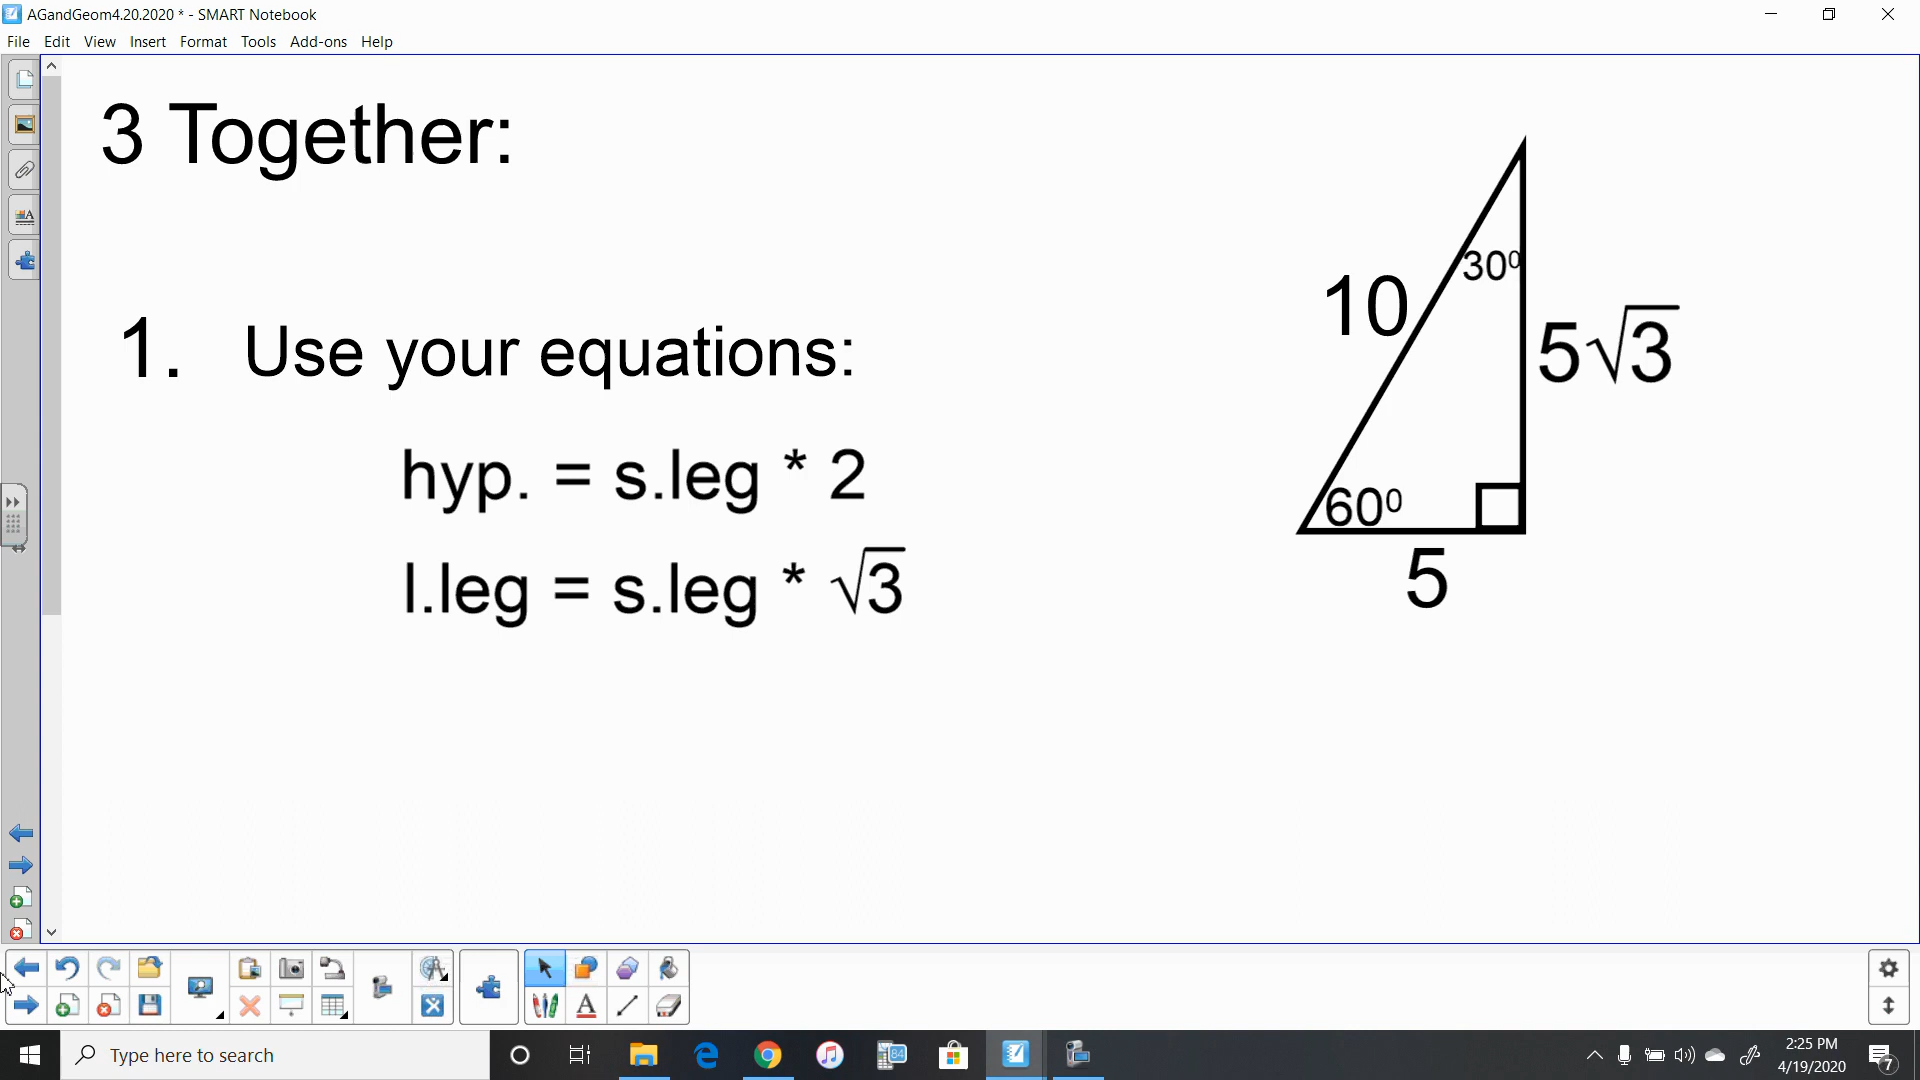 AGandGeom4.20.2020 * - SMART Notebook
File Edit View Insert Format Tools Add-ons Help
3 Together:
1. Use your equations:
hyp. = s.leg * 2
l.leg = s.leg * √3
30⁰
10
5√3
60⁰
5
Type here to search
84
2:25 PM
4/19/2020
7